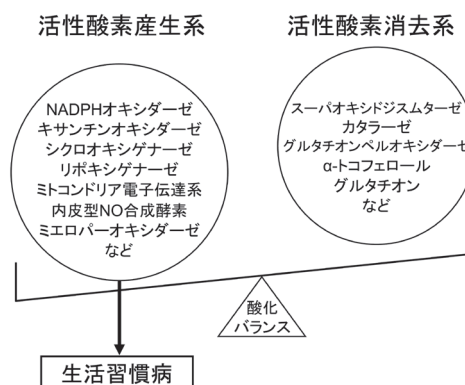 活性酸素産生系
NADPHオキシダーゼ
キサンチンオキシダーゼ
シクロオキシゲナーゼ
リポキシゲナーゼ
ミトコンドリア電子伝達系
内皮型NO合成酵素
ミエロパーオキシダーゼ
など
活性酸素消去系
スーパオキシドジスムターゼ
カタラーゼ
グルタチオンペルオキシダーゼ
α-トコフェロール
グルタチオン
など
酸化
バランス
生活習慣病